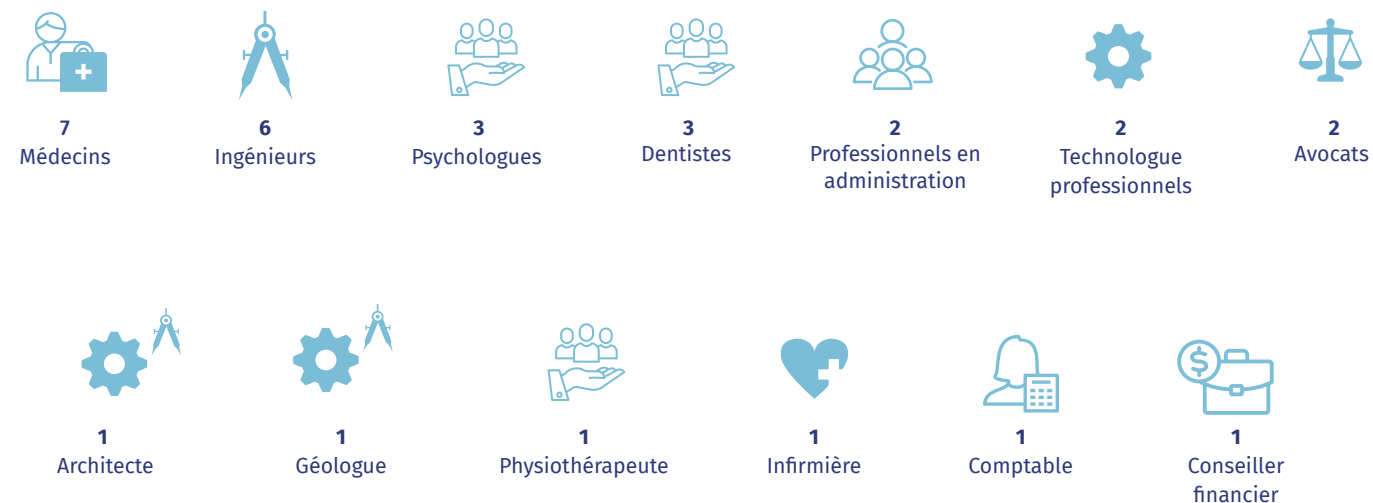 7
Médecins
6
Ingénieurs
3
Psychologues
3
Dentistes
2
Professionnels en
administration
2
Technologue
professionnels
2
Avocats
1
Architecte
1
Géologue
1
Physiothérapeute
1
Infirmière
1
Comptable
1
Conseiller
financier